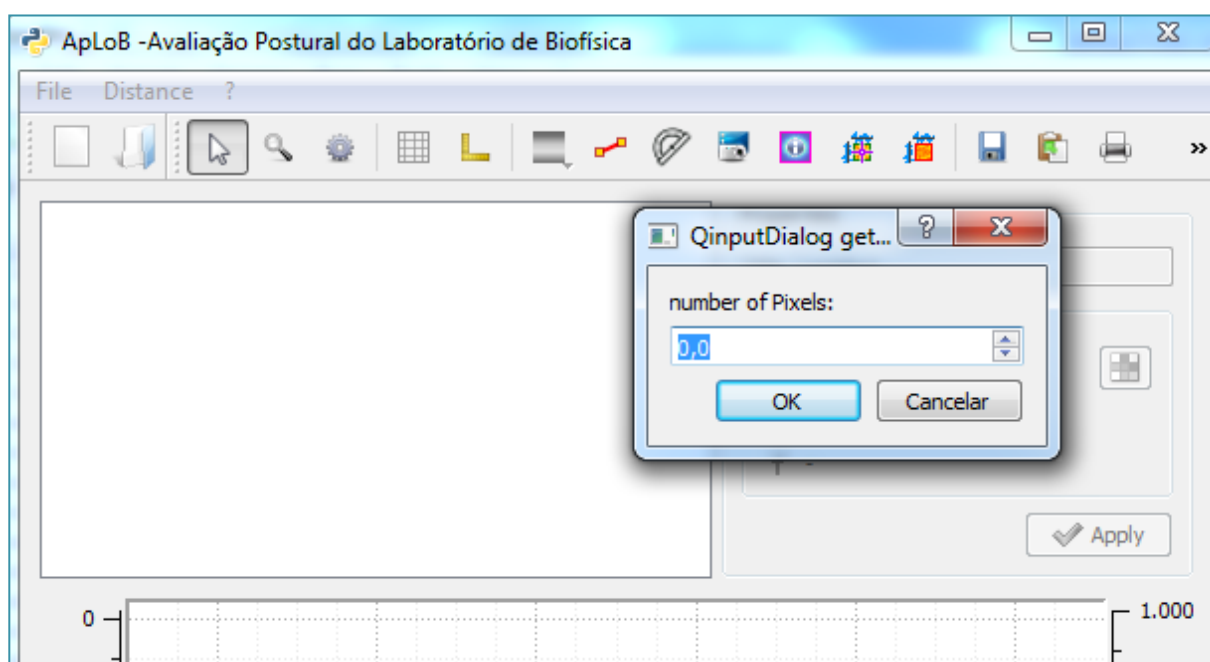 ApLoB -Avaliação Postural do Laboratório de Biofísica
File Distance ?
QinputDialog get...
number of Pixels:
0,0
OK Cancelar
Apply
0 1.000